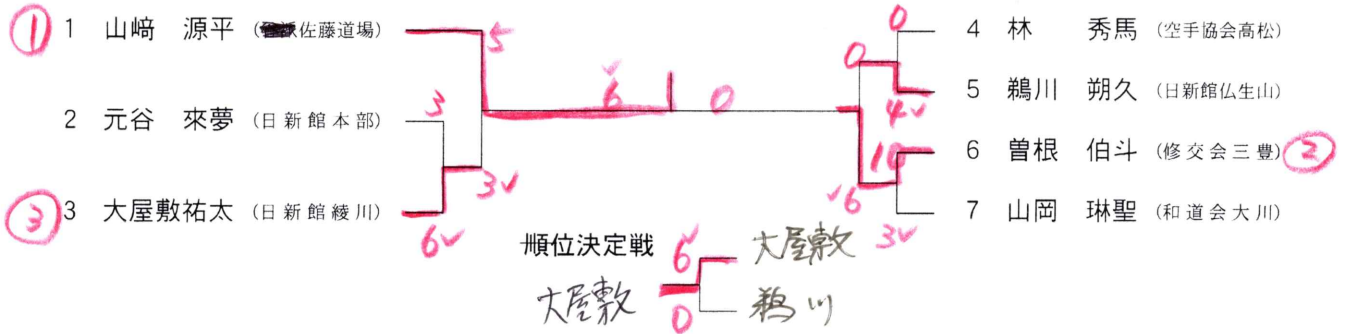 ① 1 山﨑 源平 (佐藤道場) 5
2 元谷 來夢 (日新館本部) 3
③ 3 大屋敷祐太 (日新館綾川) 6✓ 3✓
✓6 0
0 4 林 秀馬 (空手協会高松)
0 5 鵜川 朔久 (日新館仏生山) 4✓
10 6 曽根 伯斗 (修交会三豊) ②
✓6 7 山岡 琳聖 (和道会大川) 3✓
順位決定戦 6✓ 大屋敷
大屋敷 0 鵜川